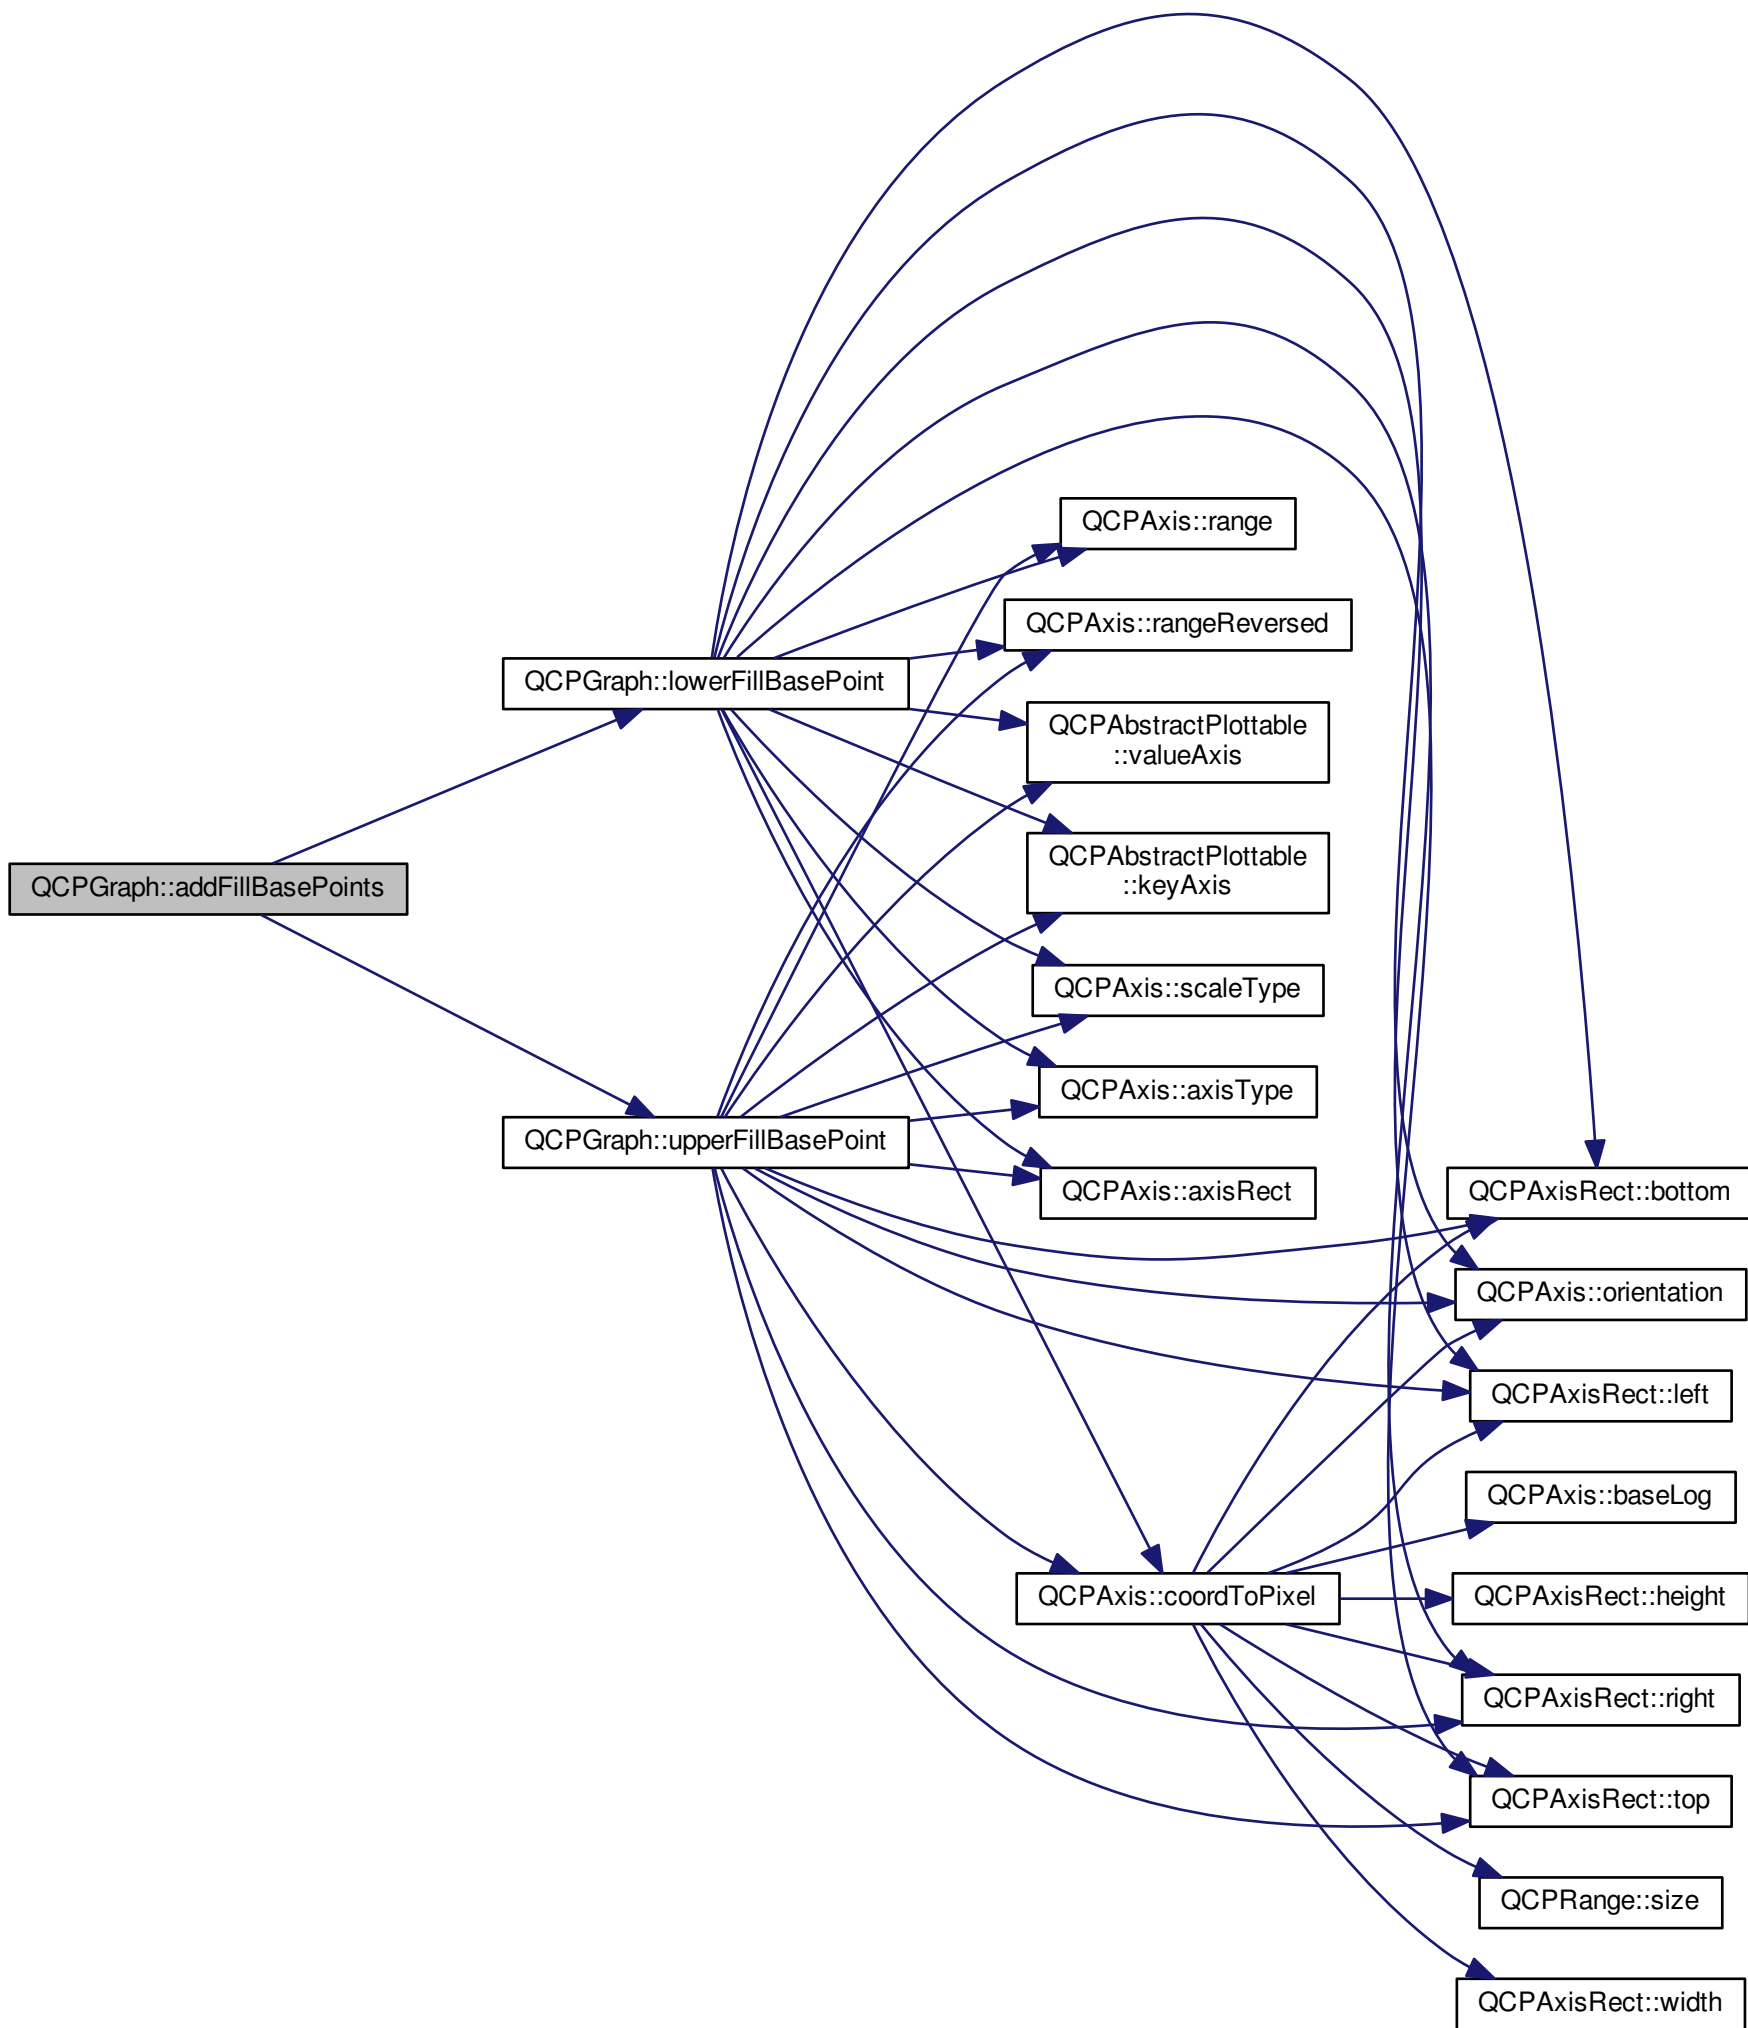 QCPGraph::addFillBasePoints
QCPGraph::lowerFillBasePoint
QCPGraph::upperFillBasePoint
QCPAxis::range
QCPAxis::rangeReversed
QCPAbstractPlottable
::valueAxis
QCPAbstractPlottable
::keyAxis
QCPAxis::scaleType
QCPAxis::axisType
QCPAxis::axisRect
QCPAxis::coordToPixel
QCPAxisRect::bottom
QCPAxis::orientation
QCPAxisRect::left
QCPAxis::baseLog
QCPAxisRect::height
QCPAxisRect::right
QCPAxisRect::top
QCPRange::size
QCPAxisRect::width